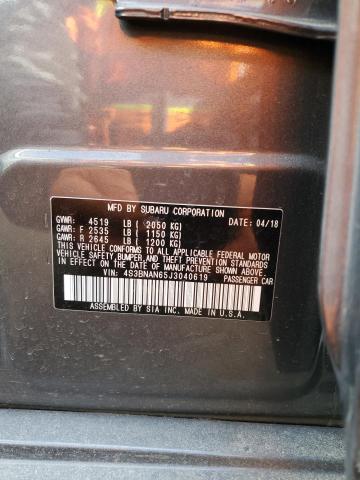 MFD BY SUBARU CORPORATION
GVWR: 4519 LB ( 2050 KG) DATE: 04/18
GAWR: F 2535 LB ( 1150 KG)
GAWR: R 2645 LB ( 1200 KG)
THIS VEHICLE CONFORMS TO ALL APPLICABLE FEDERAL MOTOR
VEHICLE SAFETY, BUMPER, AND THEFT PREVENTION STANDARDS
IN EFFECT ON THE DATE OF MANUFACTURE SHOWN ABOVE.
VIN: 4S3BNAN65J3040619 PASSENGER CAR
ASSEMBLED BY SIA INC. MADE IN U.S.A.